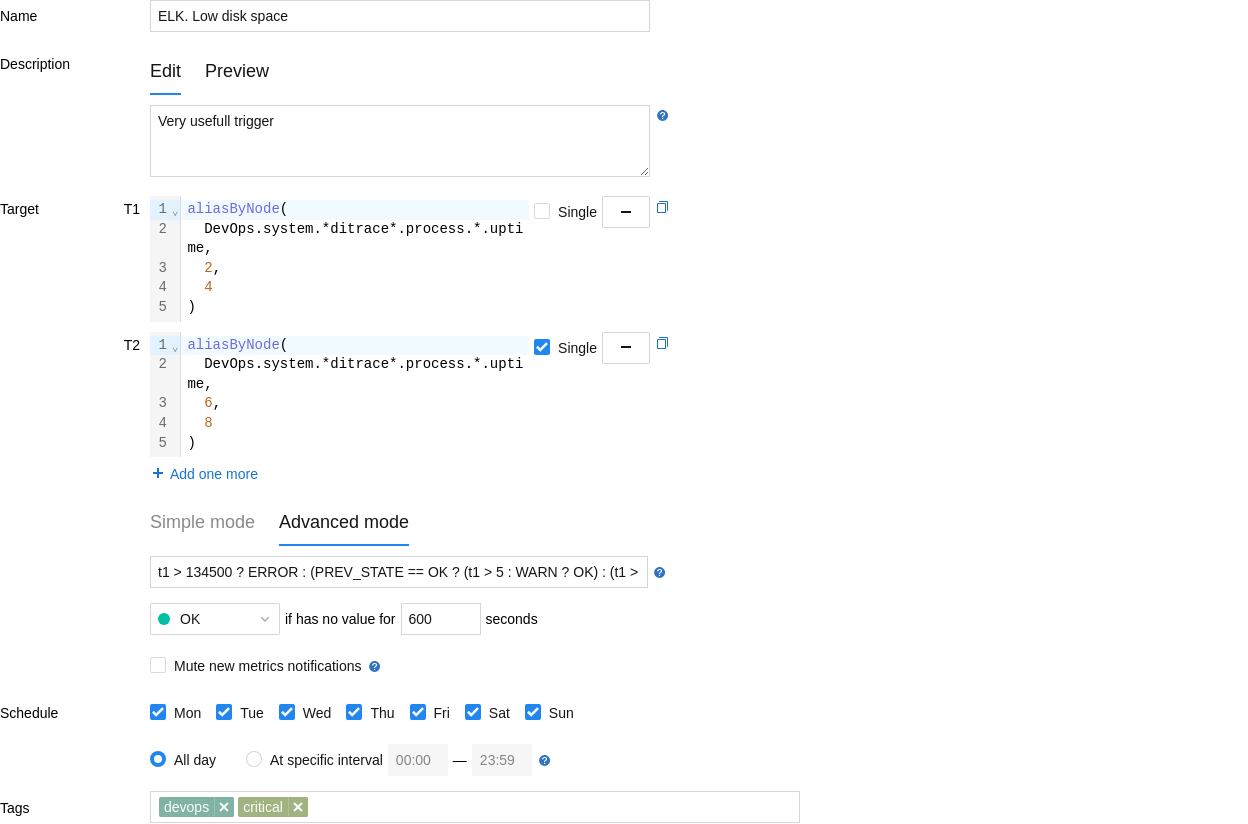 Name ELK. Low disk space
Description Edit Preview
Very usefull trigger
Target T1 1 aliasByNode( Single
2 DevOps.system.*ditrace*.process.*.upti
me,
3 2,
4 4
5 )
T2 1 aliasByNode( Single
2 DevOps.system.*ditrace*.process.*.upti
me,
3 6,
4 8
5 )
+ Add one more
Simple mode Advanced mode
t1 > 134500 ? ERROR : (PREV_STATE == OK ? (t1 > 5 : WARN ? OK) : (t1 >
OK if has no value for 600 seconds
Mute new metrics notifications
Schedule Mon Tue Wed Thu Fri Sat Sun
All day At specific interval 00:00 — 23:59
Tags devops critical